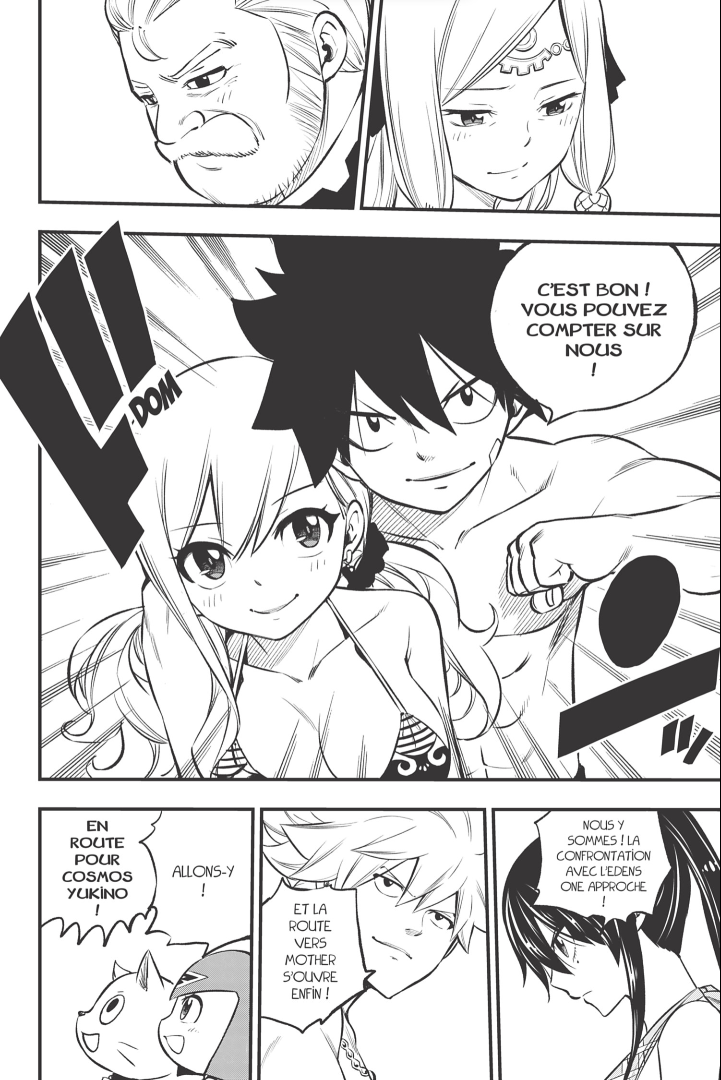 C'EST BON !
VOUS POUVEZ
COMPTER SUR
NOUS
!
DOM
EN
ROUTE
POUR
COSMOS
YUKINO
!
ALLONS-Y
!
ET LA
ROUTE
VERS
MOTHER
S'OUVRE
ENFIN !
NOUS Y
SOMMES ! LA
CONFRONTATION
AVEC L'EDENS
ONE APPROCHE
!